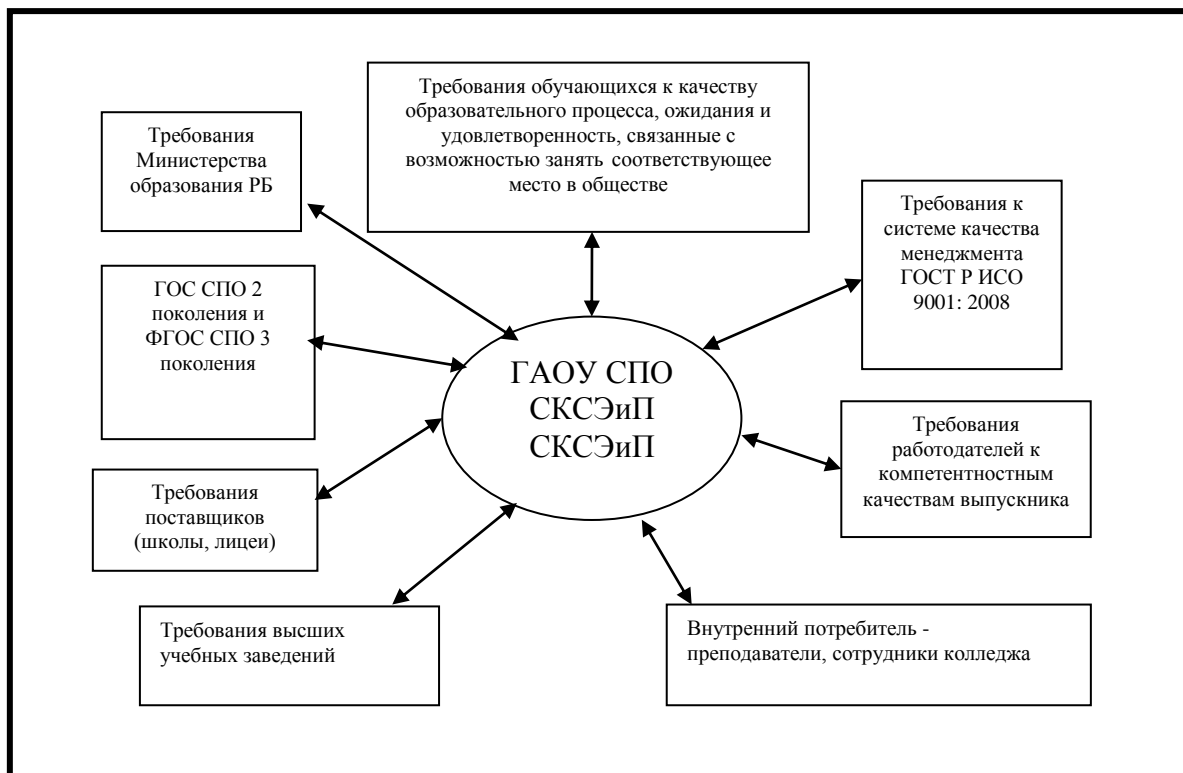 Требования обучающихся к качеству
образовательного процесса, ожидания и
удовлетворенность, связанные с
возможностью занять соответствующее
место в обществе
Требования
Министерства
образования РБ
Требования к
системе качества
менеджмента
ГОСТ Р ИСО
9001: 2008
ГОС СПО 2
поколения и
ФГОС СПО 3
поколения
ГАОУ СПО
СКСЭиП
СКСЭиП
Требования
работодателей к
компетентностным
качествам выпускника
Требования
поставщиков
(школы, лицеи)
Требования высших
учебных заведений
Внутренний потребитель -
преподаватели, сотрудники колледжа